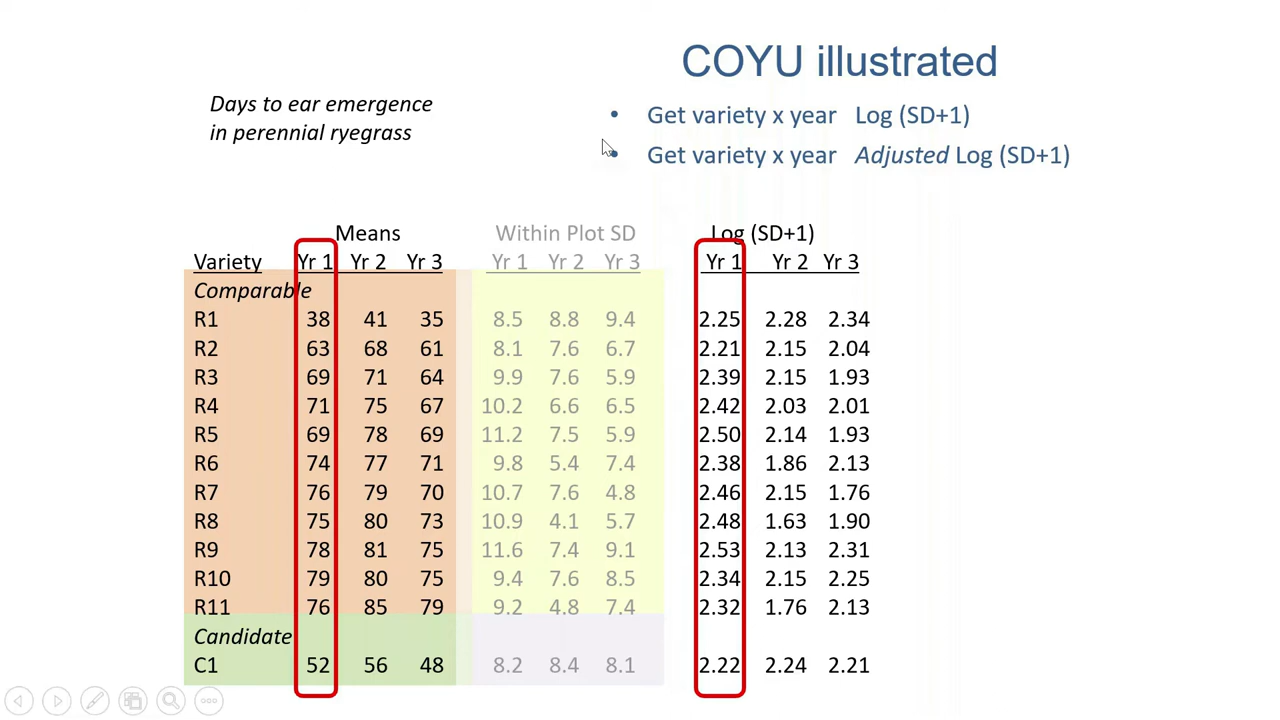 COYU illustrated
Days to ear emergence
in perennial ryegrass
• Get variety x year Log (SD+1)
• Get variety x year Adjusted Log (SD+1)
Means Within Plot SD Log (SD+1)
Variety Yr 1 Yr 2 Yr 3 Yr 1 Yr 2 Yr 3 Yr 1 Yr 2 Yr 3
Comparable
R1 38 41 35 8.5 8.8 9.4 2.25 2.28 2.34
R2 63 68 61 8.1 7.6 6.7 2.21 2.15 2.04
R3 69 71 64 9.9 7.6 5.9 2.39 2.15 1.93
R4 71 75 67 10.2 6.6 6.5 2.42 2.03 2.01
R5 69 78 69 11.2 7.5 5.9 2.50 2.14 1.93
R6 74 77 71 9.8 5.4 7.4 2.38 1.86 2.13
R7 76 79 70 10.7 7.6 4.8 2.46 2.15 1.76
R8 75 80 73 10.9 4.1 5.7 2.48 1.63 1.90
R9 78 81 75 11.6 7.4 9.1 2.53 2.13 2.31
R10 79 80 75 9.4 7.6 8.5 2.34 2.15 2.25
R11 76 85 79 9.2 4.8 7.4 2.32 1.76 2.13
Candidate
C1 52 56 48 8.2 8.4 8.1 2.22 2.24 2.21